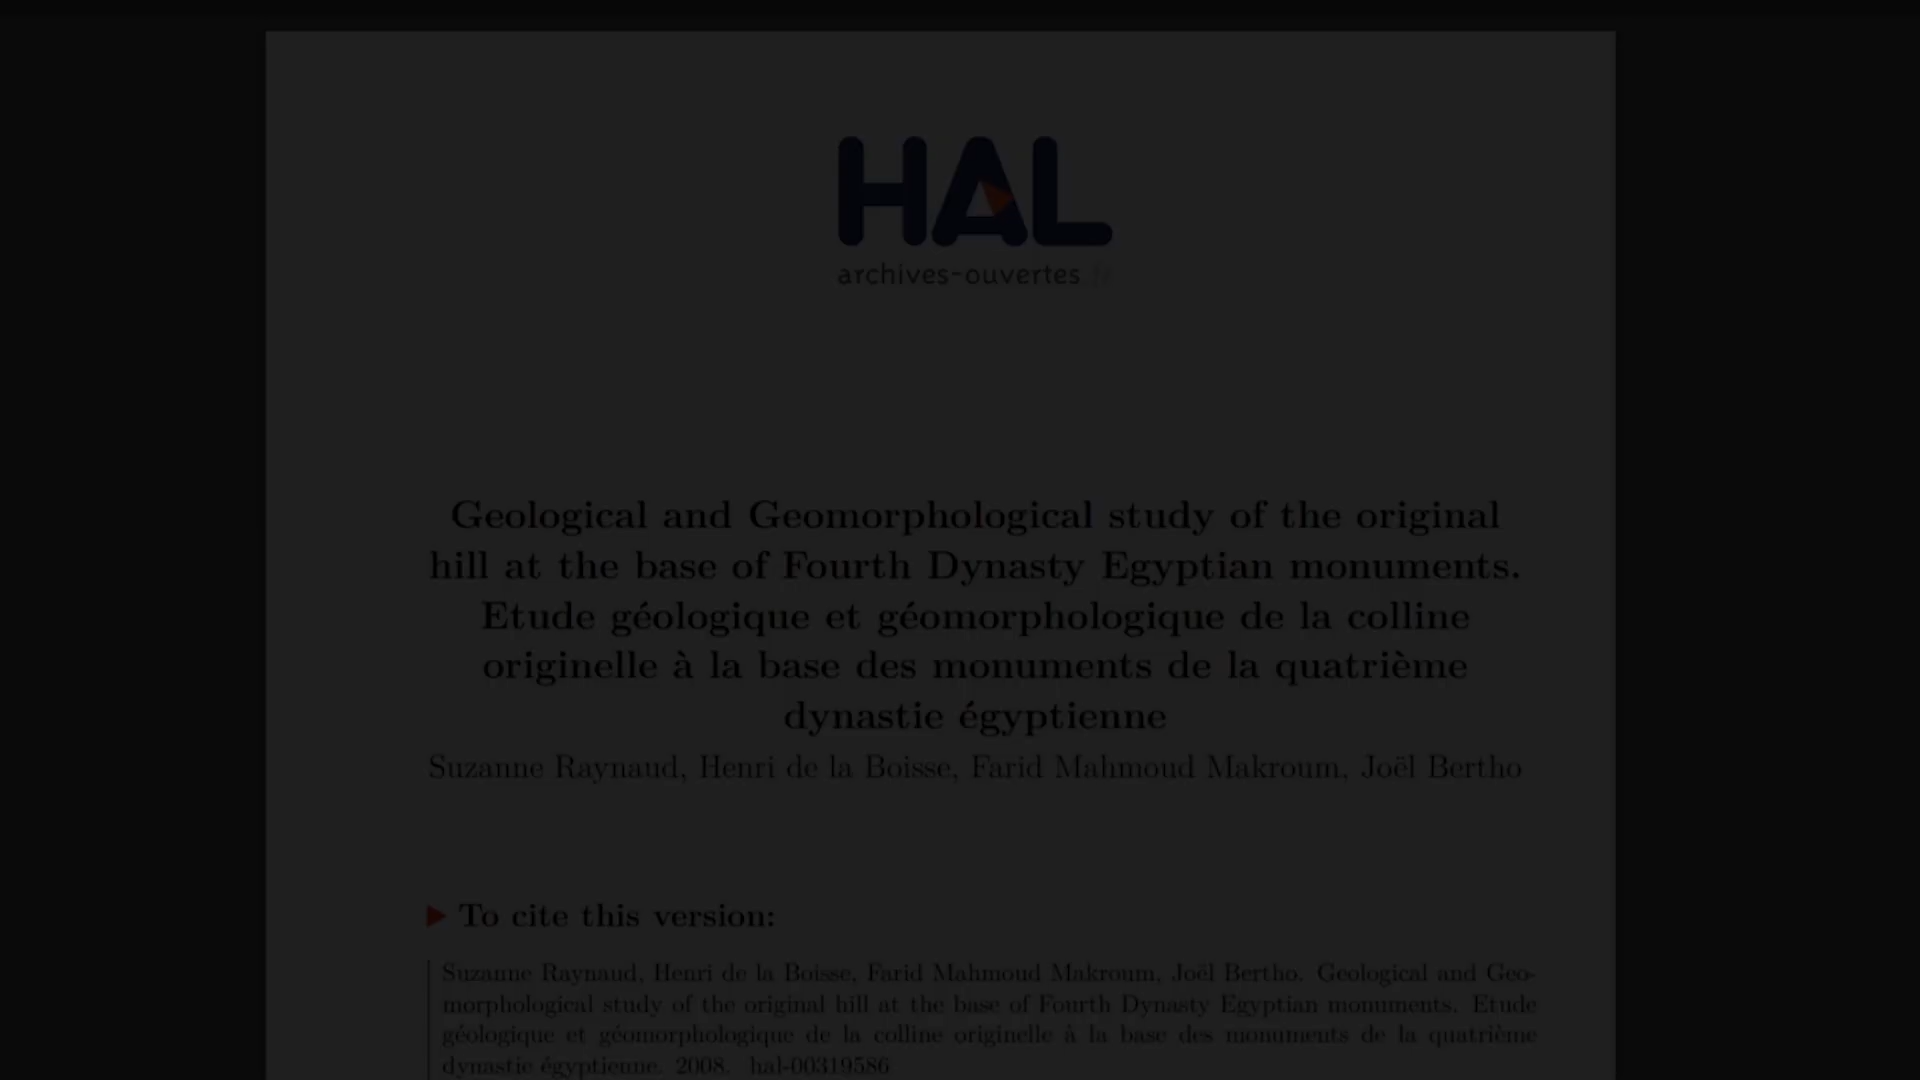 HAL
archives-ouvertes.fr
Geological and Geomorphological study of the original
hill at the base of Fourth Dynasty Egyptian monuments.
Etude géologique et géomorphologique de la colline
originelle à la base des monuments de la quatrième
dynastie égyptienne
Suzanne Raynaud, Henri de la Boisse, Farid Mahmoud Makroum, Joël Bertho
To cite this version:
Suzanne Raynaud, Henri de la Boisse, Farid Mahmoud Makroum, Joël Bertho. Geological and Geo-
morphological study of the original hill at the base of Fourth Dynasty Egyptian monuments. Etude
géologique et géomorphologique de la colline originelle à la base des monuments de la quatrième
dynastie égyptienne. 2008. hal-00319586